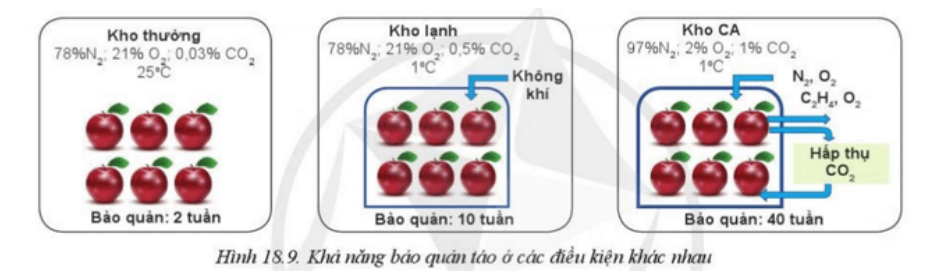 Kho thường
78%N₂; 21% O₂; 0,03% CO₂
25°C
Bảo quản: 2 tuần
Kho lạnh
78%N₂; 21% O₂; 0,5% CO₂
1°C
Không
khí
Bảo quản: 10 tuần
Kho CA
97%N₂; 2% O₂; 1% CO₂
1°C
N₂, O₂
C₂H₄, O₂
Hấp thụ
CO₂
Bảo quản: 40 tuần
Hình 18.9. Khả năng bảo quản táo ở các điều kiện khác nhau